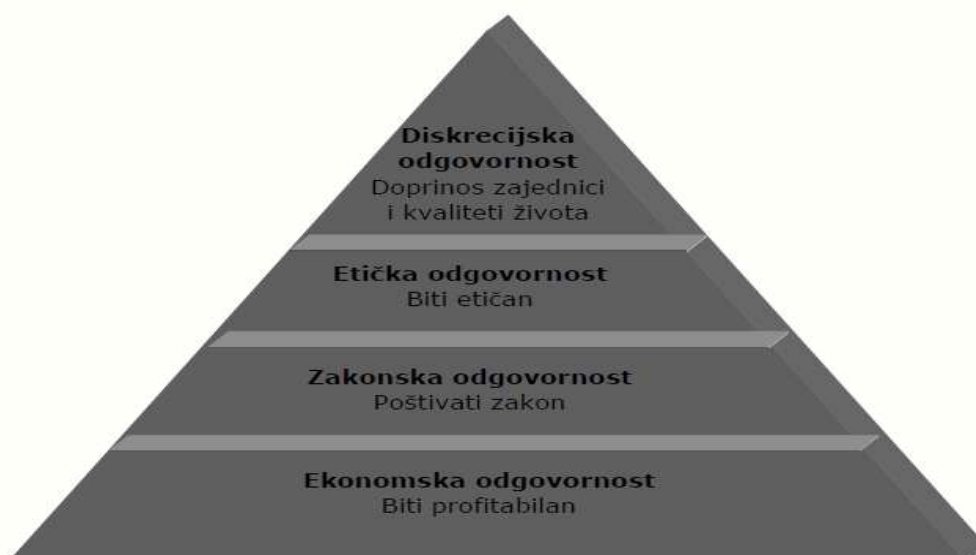 Diskrecijska
odgovornost
Doprinos zajednici
i kvaliteti života
Etička odgovornost
Biti etičan
Zakonska odgovornost
Poštivati zakon
Ekonomska odgovornost
Biti profitabilan